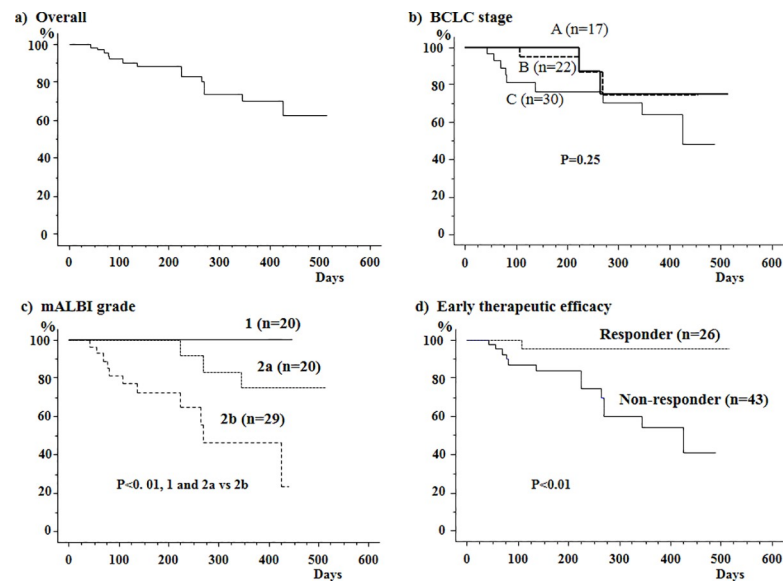 a) Overall
%
100
80
60
40
20
0
0 100 200 300 400 500 600
Days
b) BCLC stage
%
A (n=17)
100
B (n=22)
80
C (n=30)
60
P=0.25
40
20
0
0 100 200 300 400 500 600
Days
c) mALBI grade
%
1 (n=20)
100
2a (n=20)
80
2b (n=29)
60
40
P<0. 01, 1 and 2a vs 2b
20
0
0 100 200 300 400 500 600
Days
d) Early therapeutic efficacy
%
Responder (n=26)
100
80
Non-responder (n=43)
60
40
P<0.01
20
0
0 100 200 300 400 500 600
Days